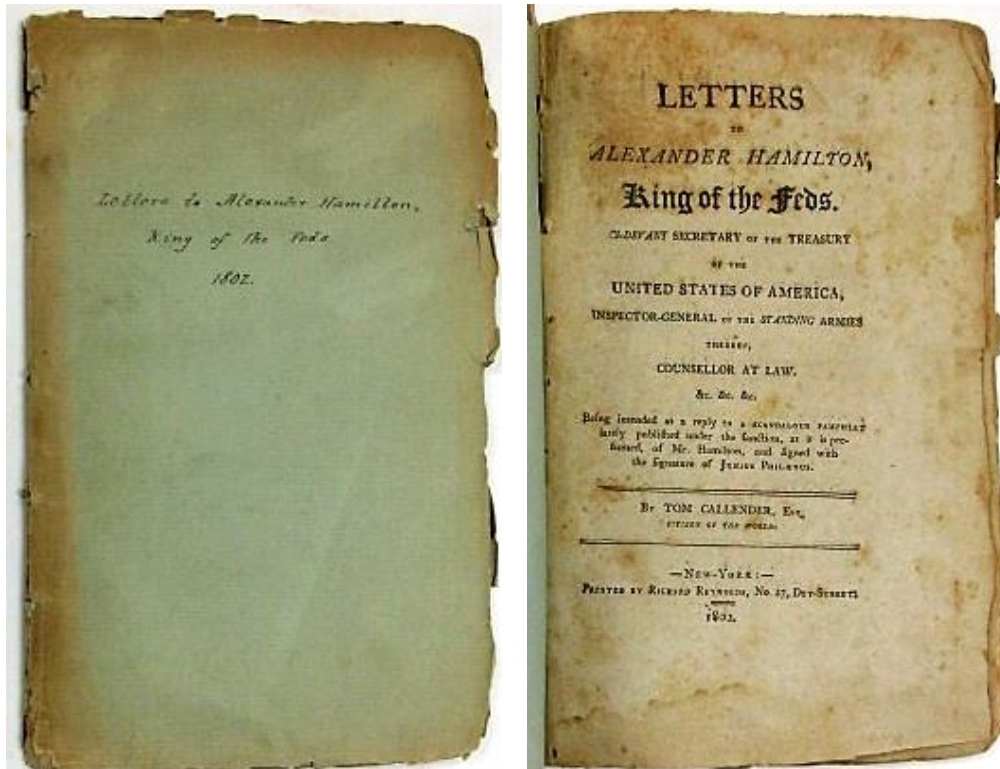 Letters to Alexander Hamilton,
King of the Feds
1802.
LETTERS
TO
ALEXANDER HAMILTON,
King of the Feds.
CI-DEVANT SECRETARY OF THE TREASURY
OF THE
UNITED STATES OF AMERICA,
INSPECTOR-GENERAL OF THE STANDING ARMIES
THEREOF,
COUNSELLOR AT LAW,
&c. &c. &c.
Being intended as a reply to a SCANDALOUS PAMPHLET
lately published under the sanction, as it is pre-
sumed, of Mr. Hamilton, and signed with
the signature of JUNIUS PHILÆNUS.
By TOM CALLENDER, Esq.
CITIZEN OF THE WORLD.
—NEW-YORK:—
PRINTED BY RICHARD REYNOLDS, No. 27, DEY-STREET.
1802.